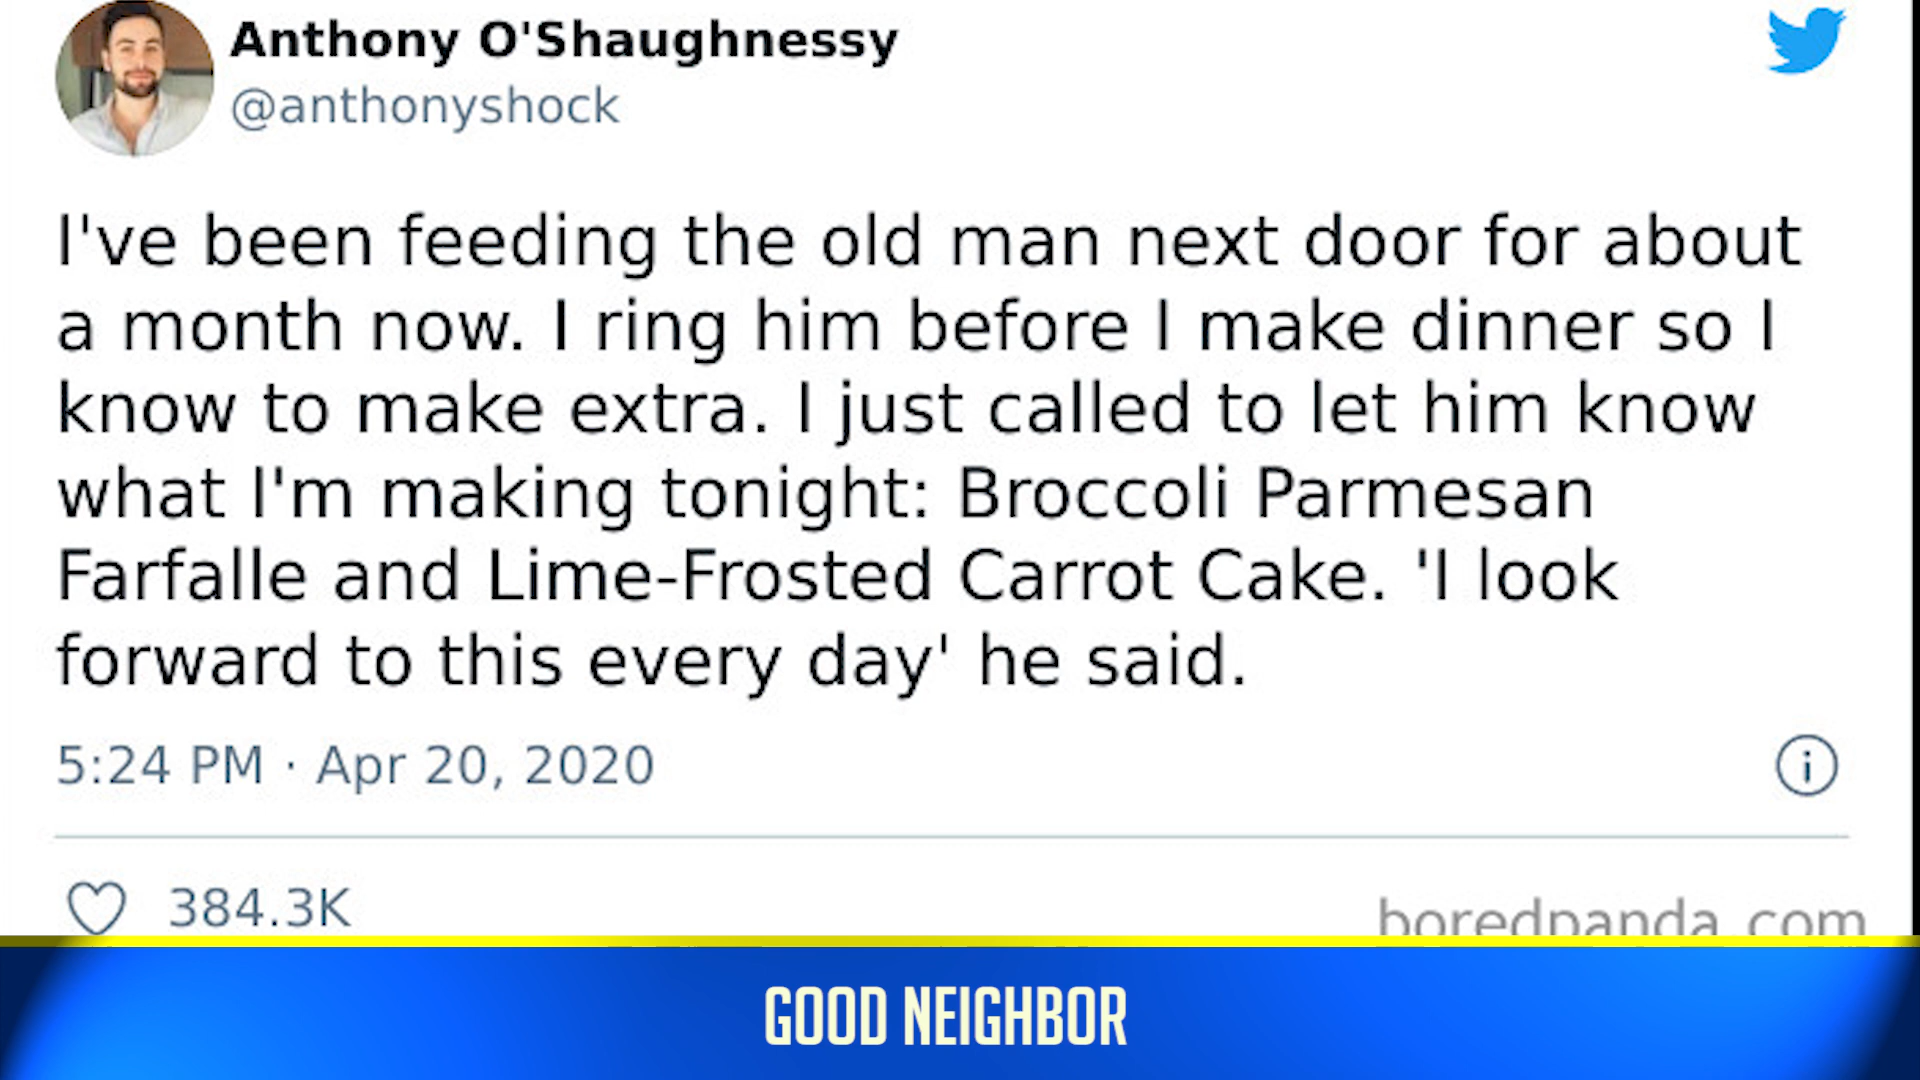 Anthony O'Shaughnessy
@anthonyshock
I've been feeding the old man next door for about
a month now. I ring him before I make dinner so I
know to make extra. I just called to let him know
what I'm making tonight: Broccoli Parmesan
Farfalle and Lime-Frosted Carrot Cake. 'I look
forward to this every day' he said.
5:24 PM · Apr 20, 2020
384.3K
boredpanda.com
GOOD NEIGHBOR